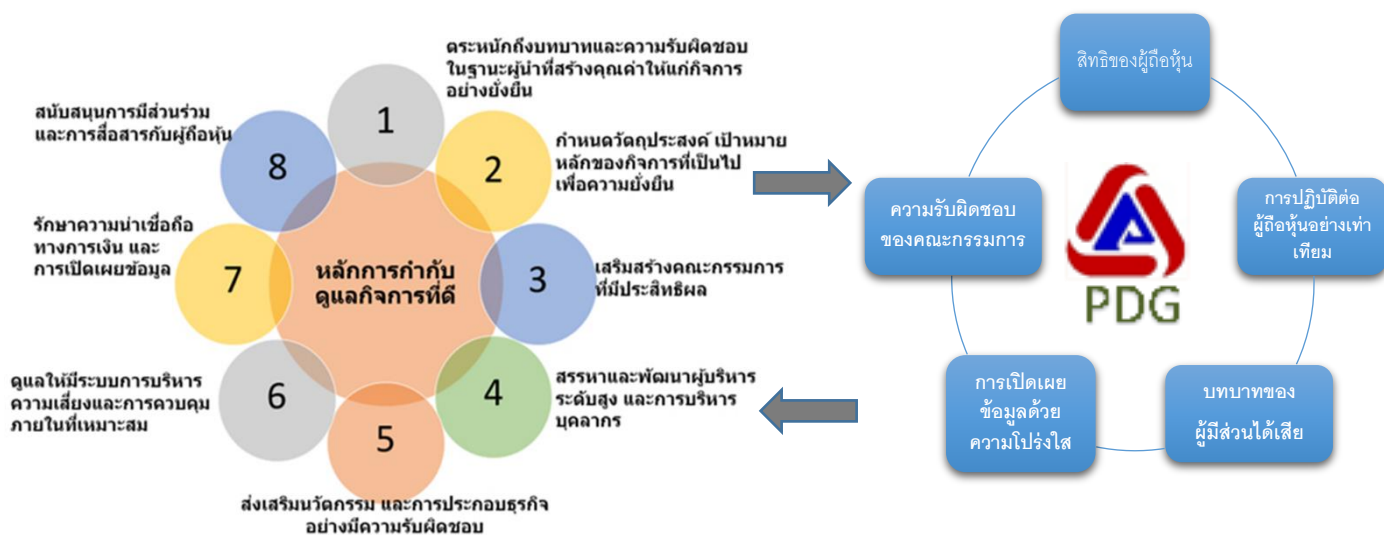 ตระหนักถึงบทบาทและความรับผิดชอบ
ในฐานะผู้นำที่สร้างคุณค่าให้แก่กิจการ
อย่างยั่งยืน
1
กำหนดวัตถุประสงค์ เป้าหมาย
หลักของกิจการที่เป็นไป
เพื่อความยั่งยืน
2
เสริมสร้างคณะกรรมการ
ที่มีประสิทธิผล
3
สรรหาและพัฒนาผู้บริหาร
ระดับสูง และการบริหาร
บุคลากร
4
5
ส่งเสริมนวัตกรรม และการประกอบธุรกิจ
อย่างมีความรับผิดชอบ
ดูแลให้มีระบบการบริหาร
ความเสี่ยงและการควบคุม
ภายในที่เหมาะสม
6
รักษาความน่าเชื่อถือ
ทางการเงิน และ
การเปิดเผยข้อมูล
7
สนับสนุนการมีส่วนร่วม
และการสื่อสารกับผู้ถือหุ้น
8
หลักการกำกับ
ดูแลกิจการที่ดี
สิทธิของผู้ถือหุ้น
การปฏิบัติต่อ
ผู้ถือหุ้นอย่างเท่า
เทียม
บทบาทของ
ผู้มีส่วนได้เสีย
การเปิดเผย
ข้อมูลด้วย
ความโปร่งใส
ความรับผิดชอบ
ของคณะกรรมการ
PDG